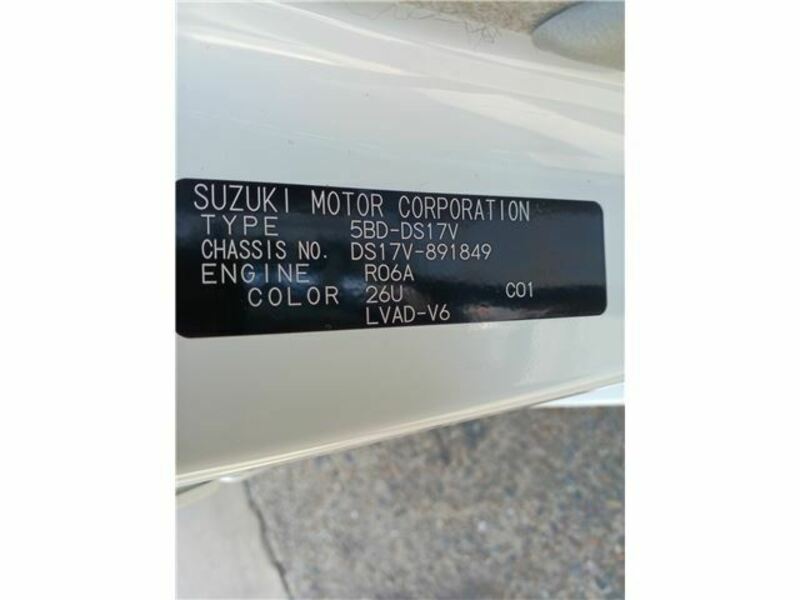 SUZUKI MOTOR CORPORATION
TYPE 5BD-DS17V
CHASSIS NO. DS17V-891849
ENGINE R06A
COLOR 26U C01
LVAD-V6